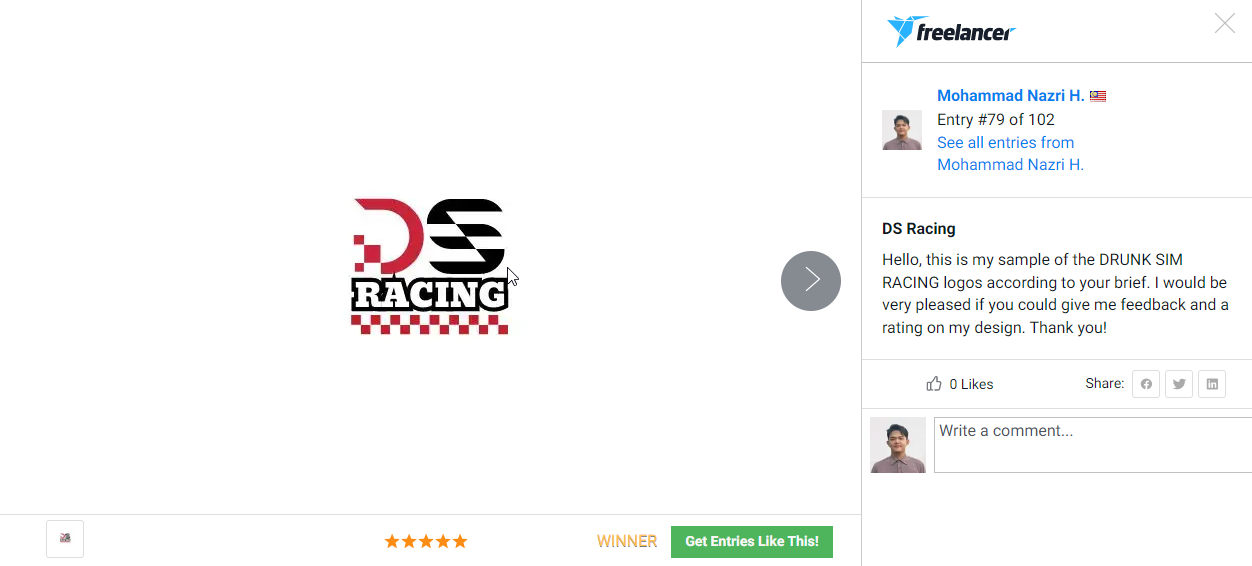 DS
RACING
WINNER
Get Entries Like This!
freelancer
Mohammad Nazri H.
Entry #79 of 102
See all entries from
Mohammad Nazri H.
DS Racing
Hello, this is my sample of the DRUNK SIM
RACING logos according to your brief. I would be
very pleased if you could give me feedback and a
rating on my design. Thank you!
0 Likes
Share:
Write a comment...